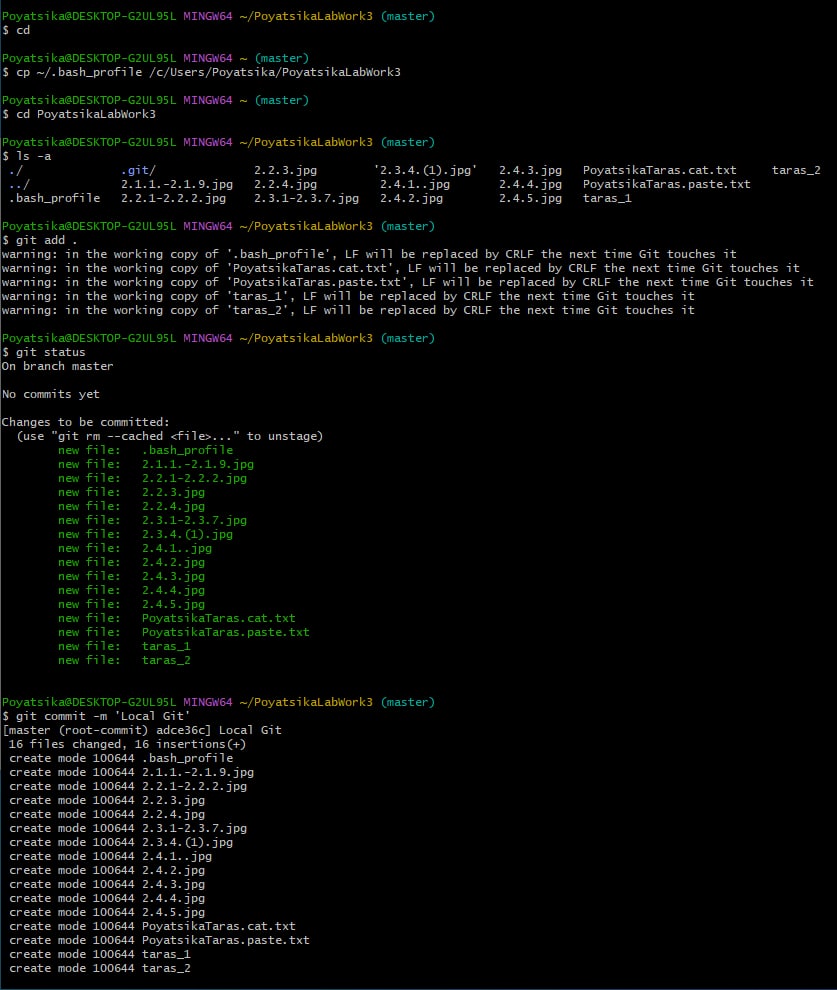 Poyatsika@DESKTOP-G2UL95L MINGW64 ~/PoyatsikaLabWork3 (master)
$ cd
Poyatsika@DESKTOP-G2UL95L MINGW64 ~ (master)
$ cp ~/.bash_profile /c/Users/Poyatsika/PoyatsikaLabWork3
Poyatsika@DESKTOP-G2UL95L MINGW64 ~ (master)
$ cd PoyatsikaLabWork3
Poyatsika@DESKTOP-G2UL95L MINGW64 ~/PoyatsikaLabWork3 (master)
$ ls -a
./ .git/ 2.2.3.jpg '2.3.4.(1).jpg' 2.4.3.jpg PoyatsikaTaras.cat.txt taras_2
../ 2.1.1.-2.1.9.jpg 2.2.4.jpg 2.4.1..jpg 2.4.4.jpg PoyatsikaTaras.paste.txt
.bash_profile 2.2.1-2.2.2.jpg 2.3.1-2.3.7.jpg 2.4.2.jpg 2.4.5.jpg taras_1
Poyatsika@DESKTOP-G2UL95L MINGW64 ~/PoyatsikaLabWork3 (master)
$ git add .
warning: in the working copy of '.bash_profile', LF will be replaced by CRLF the next time Git touches it
warning: in the working copy of 'PoyatsikaTaras.cat.txt', LF will be replaced by CRLF the next time Git touches it
warning: in the working copy of 'PoyatsikaTaras.paste.txt', LF will be replaced by CRLF the next time Git touches it
warning: in the working copy of 'taras_1', LF will be replaced by CRLF the next time Git touches it
warning: in the working copy of 'taras_2', LF will be replaced by CRLF the next time Git touches it
Poyatsika@DESKTOP-G2UL95L MINGW64 ~/PoyatsikaLabWork3 (master)
$ git status
On branch master
No commits yet
Changes to be committed:
(use "git rm --cached <file>..." to unstage)
new file: .bash_profile
new file: 2.1.1.-2.1.9.jpg
new file: 2.2.1-2.2.2.jpg
new file: 2.2.3.jpg
new file: 2.2.4.jpg
new file: 2.3.1-2.3.7.jpg
new file: 2.3.4.(1).jpg
new file: 2.4.1..jpg
new file: 2.4.2.jpg
new file: 2.4.3.jpg
new file: 2.4.4.jpg
new file: 2.4.5.jpg
new file: PoyatsikaTaras.cat.txt
new file: PoyatsikaTaras.paste.txt
new file: taras_1
new file: taras_2
Poyatsika@DESKTOP-G2UL95L MINGW64 ~/PoyatsikaLabWork3 (master)
$ git commit -m 'Local Git'
[master (root-commit) adce36c] Local Git
16 files changed, 16 insertions(+)
create mode 100644 .bash_profile
create mode 100644 2.1.1.-2.1.9.jpg
create mode 100644 2.2.1-2.2.2.jpg
create mode 100644 2.2.3.jpg
create mode 100644 2.2.4.jpg
create mode 100644 2.3.1-2.3.7.jpg
create mode 100644 2.3.4.(1).jpg
create mode 100644 2.4.1..jpg
create mode 100644 2.4.2.jpg
create mode 100644 2.4.3.jpg
create mode 100644 2.4.4.jpg
create mode 100644 2.4.5.jpg
create mode 100644 PoyatsikaTaras.cat.txt
create mode 100644 PoyatsikaTaras.paste.txt
create mode 100644 taras_1
create mode 100644 taras_2